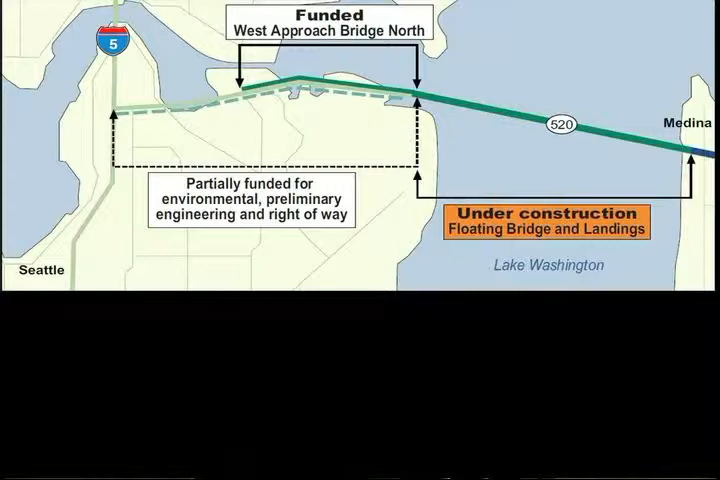 Funded
West Approach Bridge North
5
520
Medina
Partially funded for
environmental, preliminary
engineering and right of way
Under construction
Floating Bridge and Landings
Seattle
Lake Washington